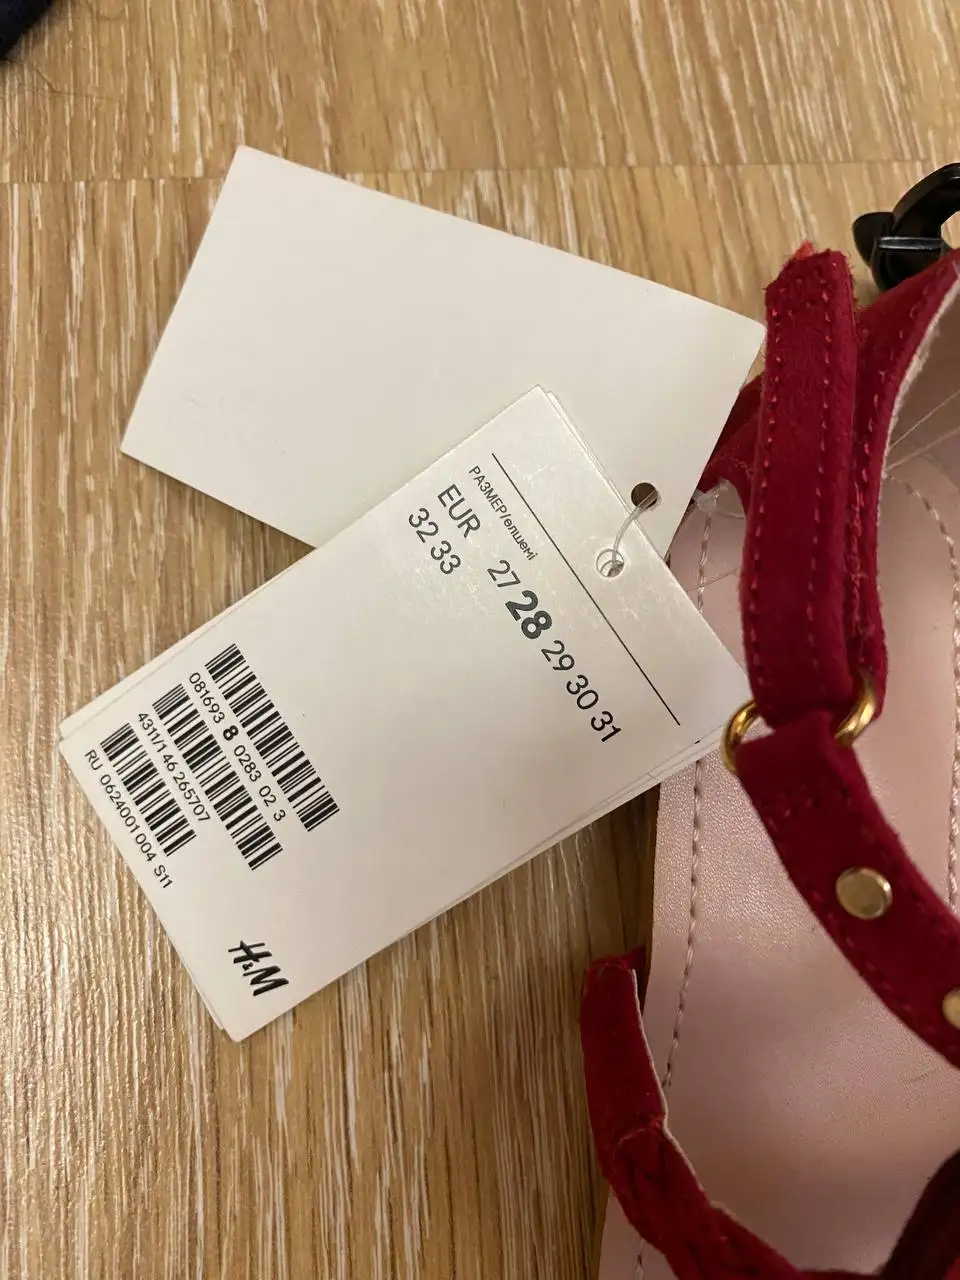 РАЗМЕР/өлшемі
EUR 27 28 29 30 31
32 33
081693 8 0283 02 3
4311/1 46 265707
RU 0624001004 S11
H&M